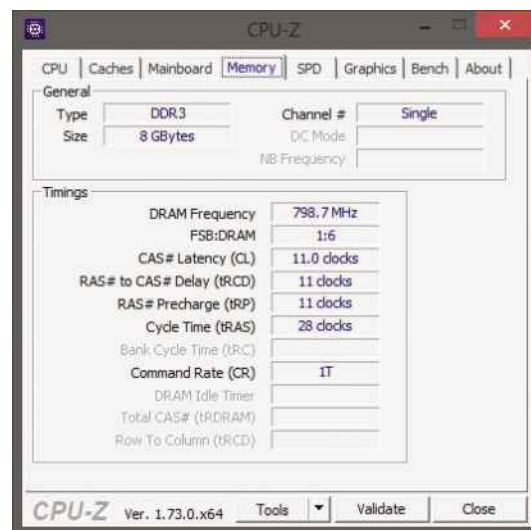 CPU-Z
CPU Caches Mainboard Memory SPD Graphics Bench About
General
Type DDR3 Channel # Single
Size 8 GBytes DC Mode
NB Frequency
Timings
DRAM Frequency 798.7 MHz
FSB:DRAM 1:6
CAS# Latency (CL) 11.0 clocks
RAS# to CAS# Delay (tRCD) 11 clocks
RAS# Precharge (tRP) 11 clocks
Cycle Time (tRAS) 28 clocks
Bank Cycle Time (tRC)
Command Rate (CR) 1T
DRAM Idle Timer
Total CAS# (tRDRAM)
Row To Column (tRCD)
CPU-Z Ver. 1.73.0.x64 Tools Validate Close